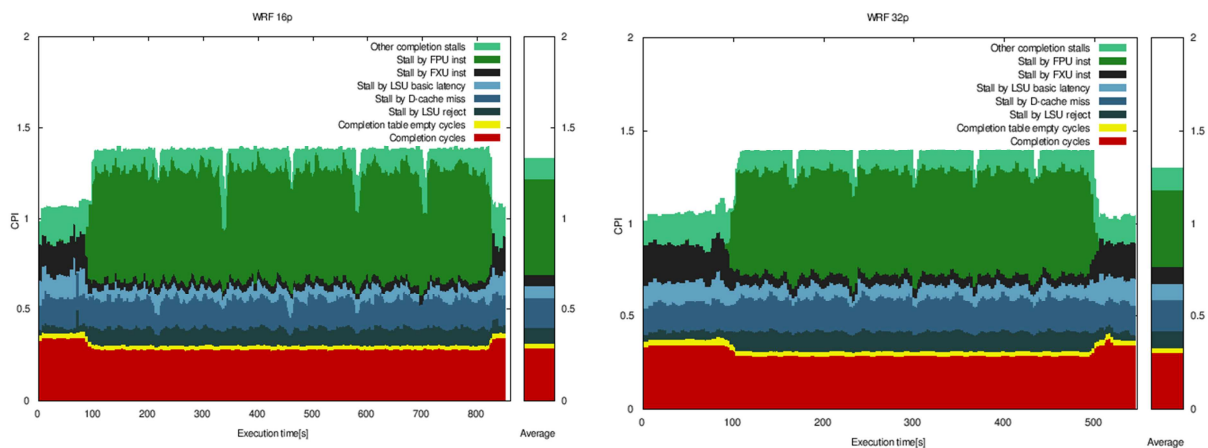 WRF 16p
2
1.5
1
0.5
0
CPI
Other completion stalls
Stall by FPU inst
Stall by FXU inst
Stall by LSU basic latency
Stall by D-cache miss
Stall by LSU reject
Completion table empty cycles
Completion cycles
0 100 200 300 400 500 600 700 800
Execution time[s]
2
1.5
1
0.5
0
Average
WRF 32p
2
1.5
1
0.5
0
CPI
Other completion stalls
Stall by FPU inst
Stall by FXU inst
Stall by LSU basic latency
Stall by D-cache miss
Stall by LSU reject
Completion table empty cycles
Completion cycles
0 100 200 300 400 500
Execution time[s]
2
1.5
1
0.5
0
Average